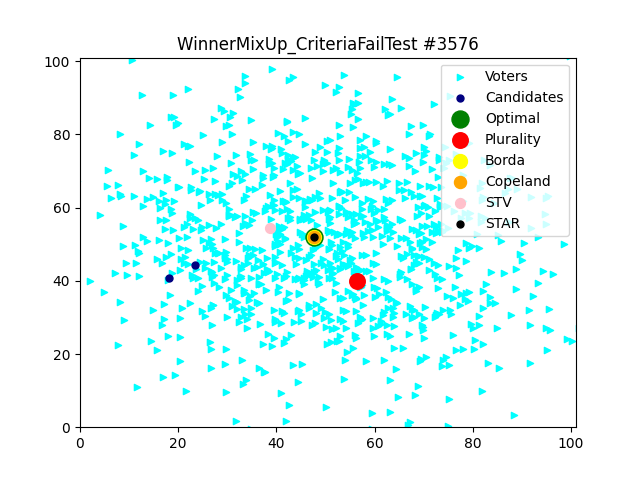 WinnerMixUp_CriteriaFailTest #3576
100
80
60
40
20
0
0
20
40
60
80
100
Voters
Candidates
Optimal
Plurality
Borda
Copeland
STV
STAR